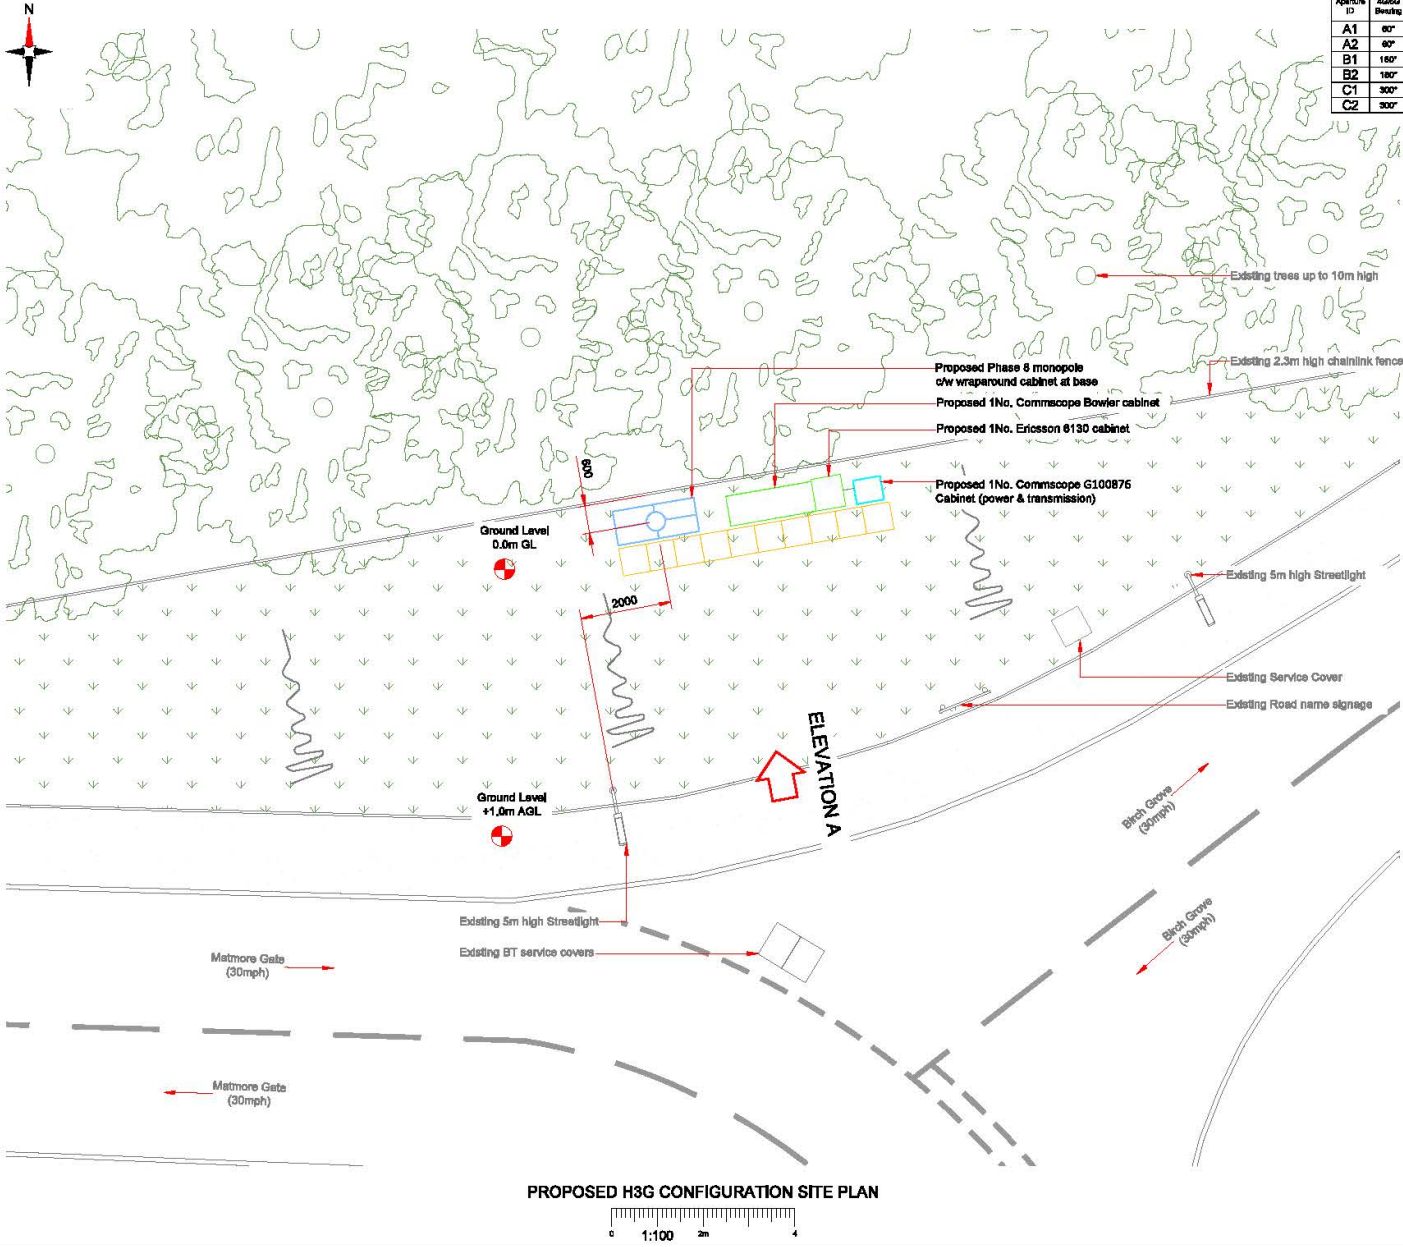 N
Aperture
ID
Bearing
A1 60°
A2 60°
B1 180°
B2 180°
C1 300°
C2 300°
Existing trees up to 10m high
Existing 2.3m high chainlink fence
Proposed Phase 8 monopole
c/w wraparound cabinet at base
Proposed 1No. Commscope Bowler cabinet
Proposed 1No. Ericsson 6130 cabinet
600
Proposed 1No. Commscope G100876
Cabinet (power & transmission)
Ground Level
0.0m GL
Existing 5m high Streetlight
2000
Existing Service Cover
Existing Road name signage
ELEVATION A
Ground Level
+1.0m AGL
Birch Grove
(30mph)
Existing 5m high Streetlight
Birch Grove
(30mph)
Existing BT service covers
Matmore Gate
(30mph)
Matmore Gate
(30mph)
PROPOSED H3G CONFIGURATION SITE PLAN
0 1:100 2m 4